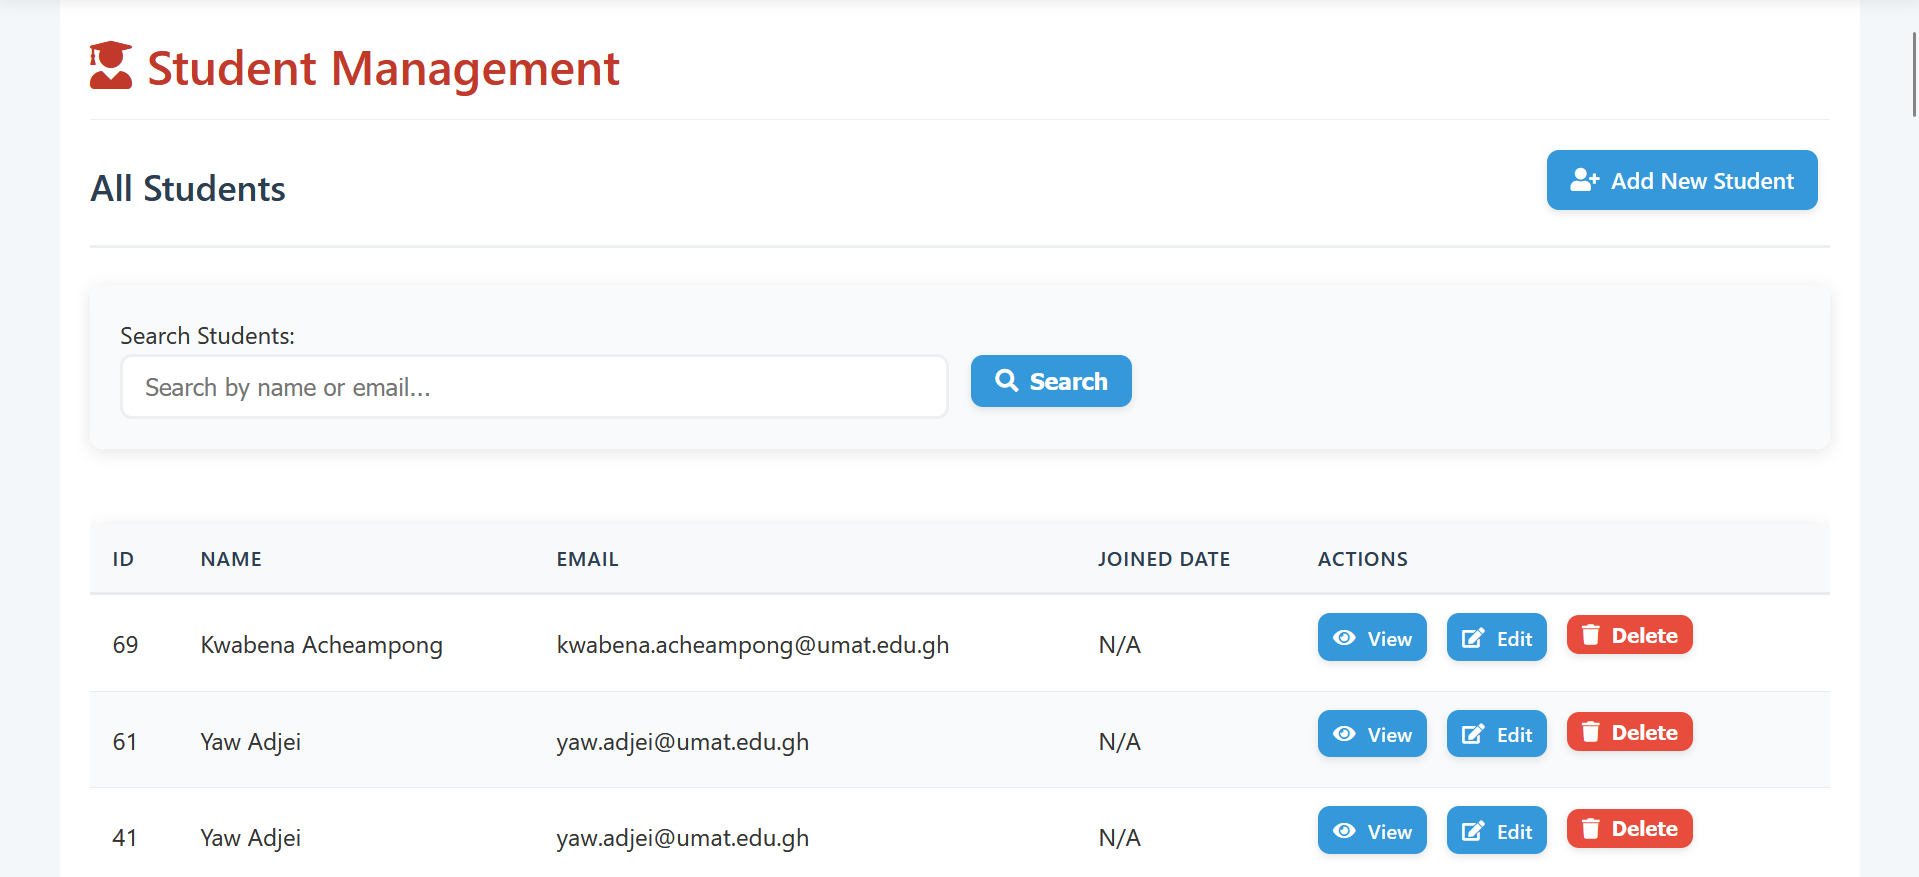 Student Management
All Students
Add New Student
Search Students:
Search by name or email...
Search
ID NAME EMAIL JOINED DATE ACTIONS
69 Kwabena Acheampong kwabena.acheampong@umat.edu.gh N/A View Edit Delete
61 Yaw Adjei yaw.adjei@umat.edu.gh N/A View Edit Delete
41 Yaw Adjei yaw.adjei@umat.edu.gh N/A View Edit Delete